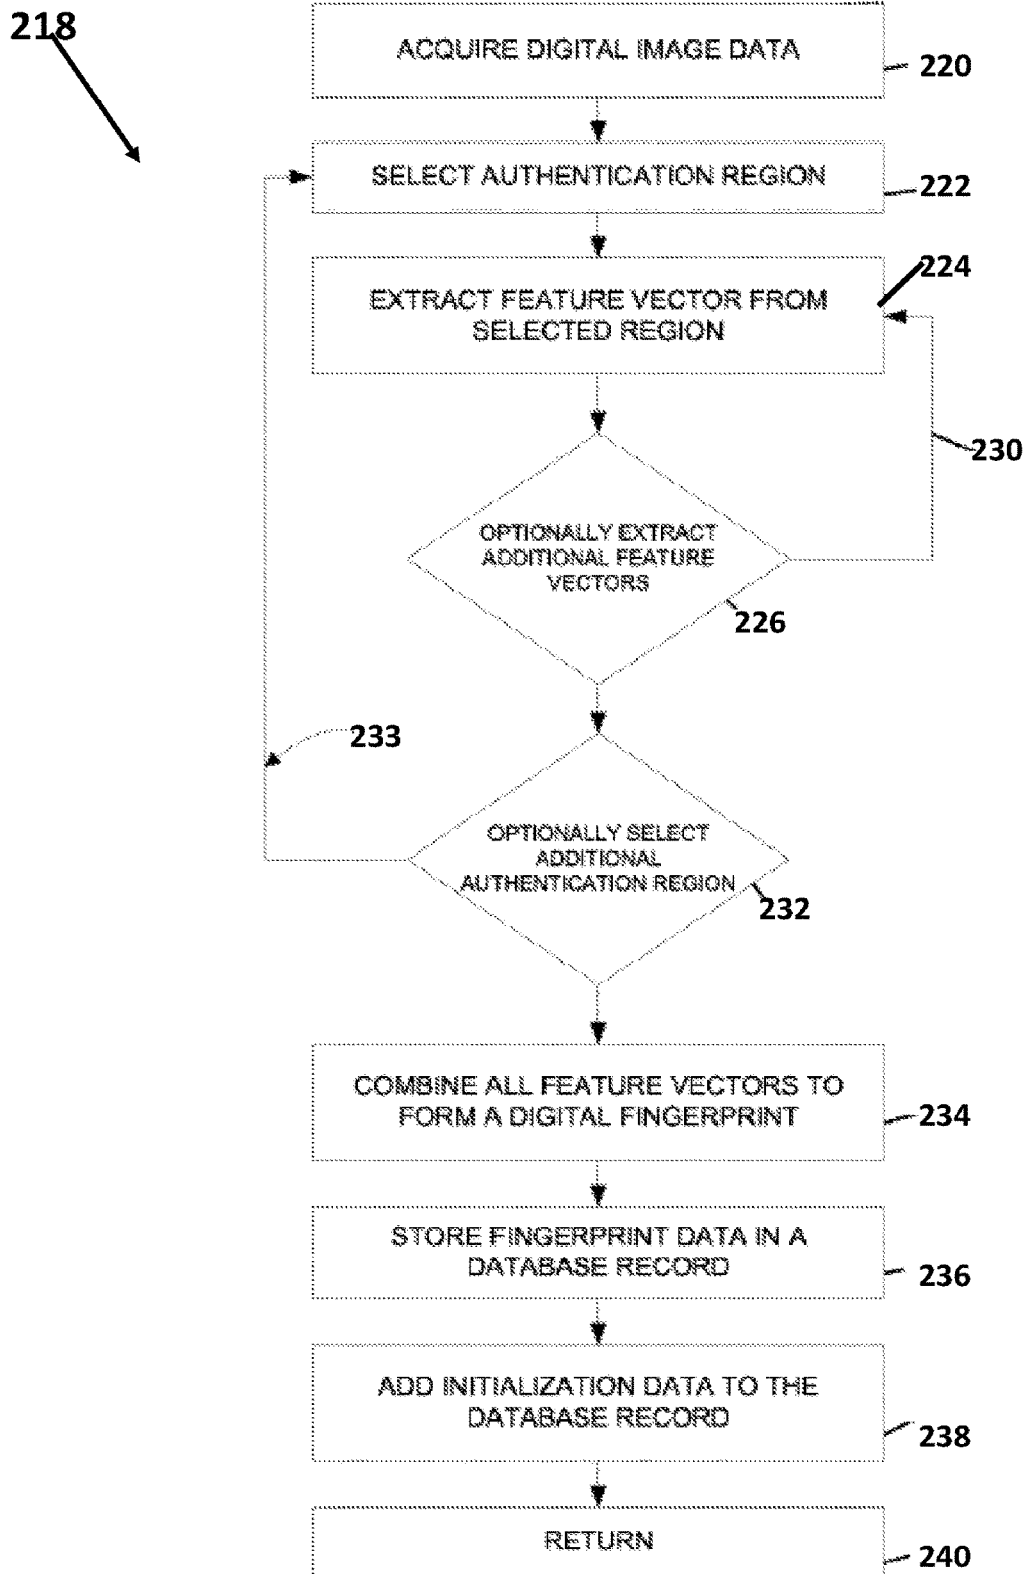 218
ACQUIRE DIGITAL IMAGE DATA
220
SELECT AUTHENTICATION REGION
222
224
EXTRACT FEATURE VECTOR FROM
SELECTED REGION
230
OPTIONALLY EXTRACT
ADDITIONAL FEATURE
VECTORS
226
233
OPTIONALLY SELECT
ADDITIONAL
AUTHENTICATION REGION
232
COMBINE ALL FEATURE VECTORS TO
FORM A DIGITAL FINGERPRINT
234
STORE FINGERPRINT DATA IN A
DATABASE RECORD
236
ADD INITIALIZATION DATA TO THE
DATABASE RECORD
238
RETURN
240